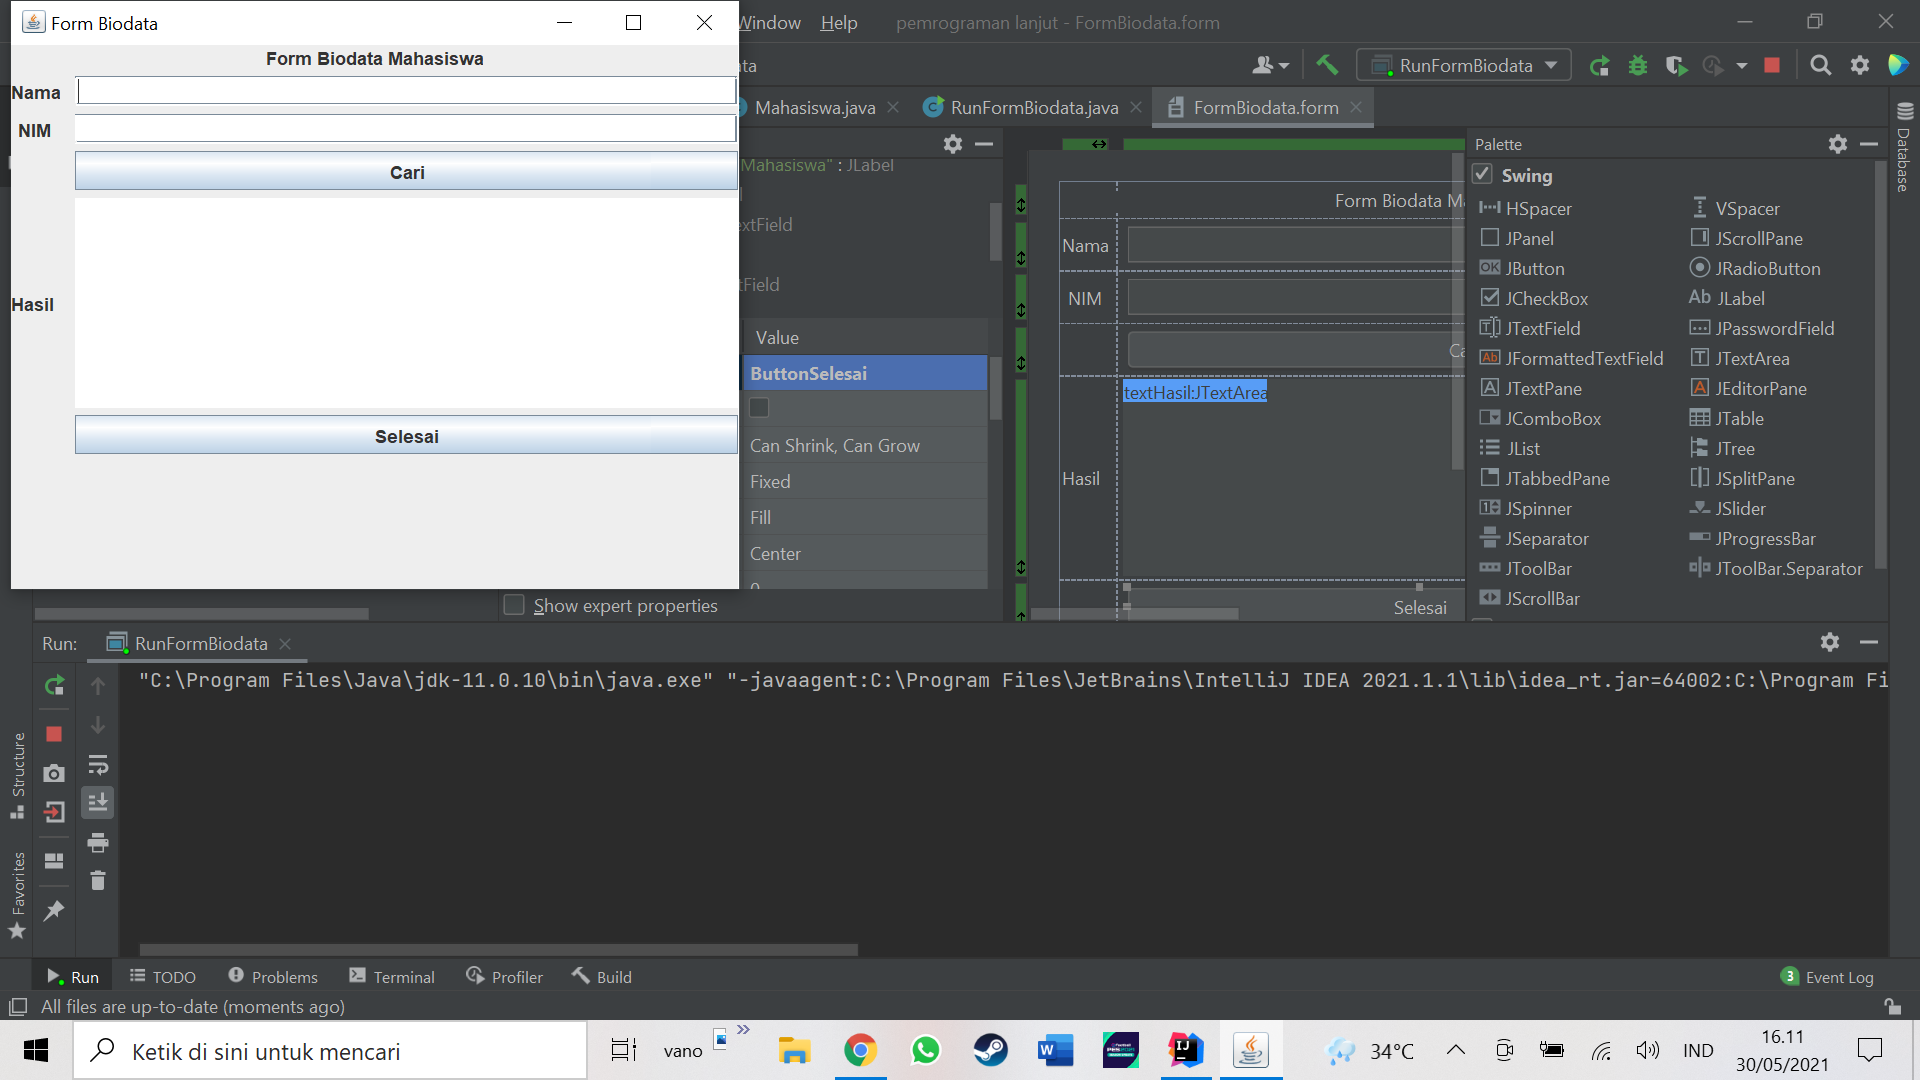 Form Biodata
Form Biodata Mahasiswa
Nama
NIM
Cari
Hasil
Selesai
Window Help pemrograman lanjut - FormBiodata.form
RunFormBiodata
Mahasiswa.java RunFormBiodata.java FormBiodata.form
Mahasiswa" : JLabel
extField
tField
Value
ButtonSelesai
Can Shrink, Can Grow
Fixed
Fill
Center
Show expert properties
Form Biodata M
Nama
NIM
Ca
textHasil:JTextArea
Hasil
Selesai
Palette
Swing
HSpacer VSpacer
JPanel JScrollPane
JButton JRadioButton
JCheckBox JLabel
JTextField JPasswordField
JFormattedTextField JTextArea
JTextPane JEditorPane
JComboBox JTable
JList JTree
JTabbedPane JSplitPane
JSpinner JSlider
JSeparator JProgressBar
JToolBar JToolBar.Separator
JScrollBar
Database
Run: RunFormBiodata
"C:\Program Files\Java\jdk-11.0.10\bin\java.exe" "-javaagent:C:\Program Files\JetBrains\IntelliJ IDEA 2021.1.1\lib\idea_rt.jar=64002:C:\Program Fi
Structure
Favorites
Run TODO Problems Terminal Profiler Build 3 Event Log
All files are up-to-date (moments ago)
Ketik di sini untuk mencari vano 34°C IND 16.11
30/05/2021